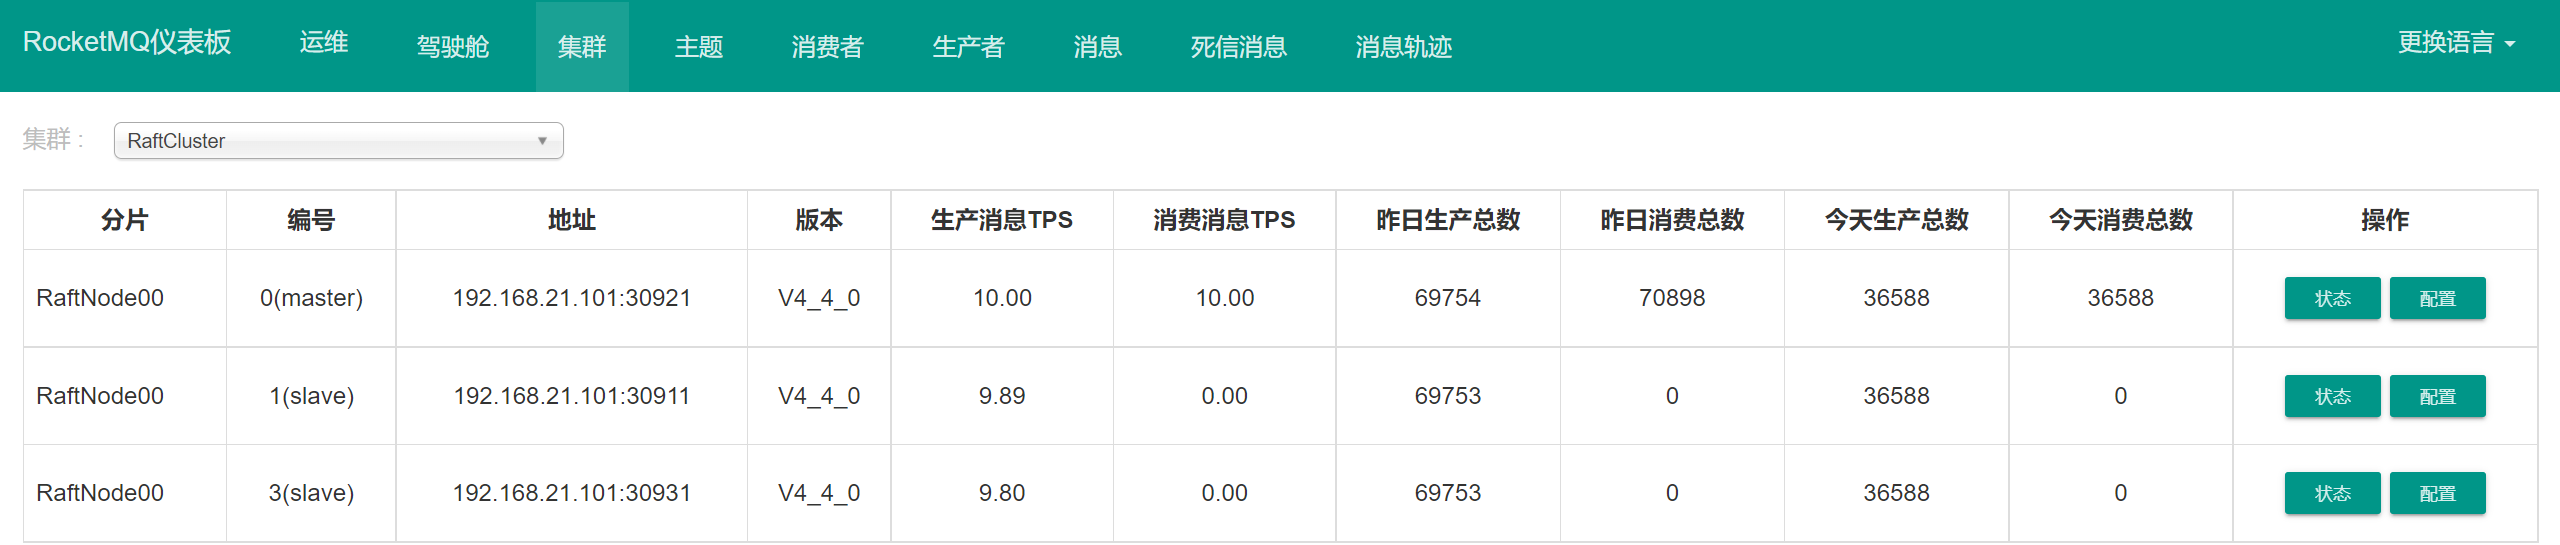 RocketMQ仪表板 运维 驾驶舱 集群 主题 消费者 生产者 消息 死信消息 消息轨迹 更换语言
集群： RaftCluster
分片 编号 地址 版本 生产消息TPS 消费消息TPS 昨日生产总数 昨日消费总数 今天生产总数 今天消费总数 操作
RaftNode00 0(master) 192.168.21.101:30921 V4_4_0 10.00 10.00 69754 70898 36588 36588 状态 配置
RaftNode00 1(slave) 192.168.21.101:30911 V4_4_0 9.89 0.00 69753 0 36588 0 状态 配置
RaftNode00 3(slave) 192.168.21.101:30931 V4_4_0 9.80 0.00 69753 0 36588 0 状态 配置